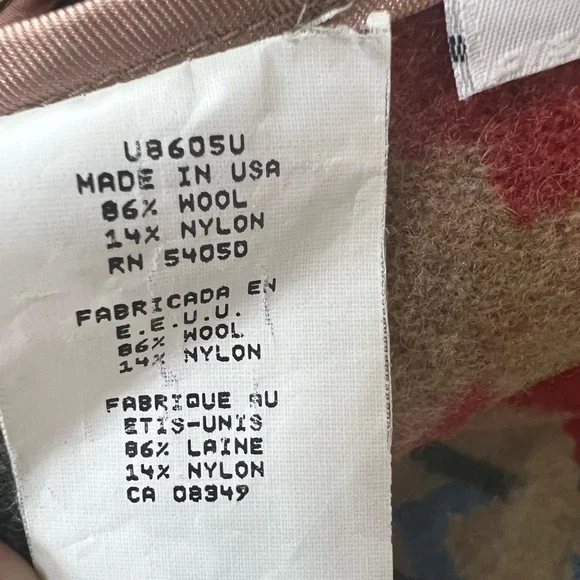 U8605U
MADE IN USA
86% WOOL
14% NYLON
RN 54050
FABRICADA EN
E.E.U.U.
86% WOOL
14% NYLON
FABRIQUE AU
ETIS-UNIS
86% LAINE
14% NYLON
CA 08349